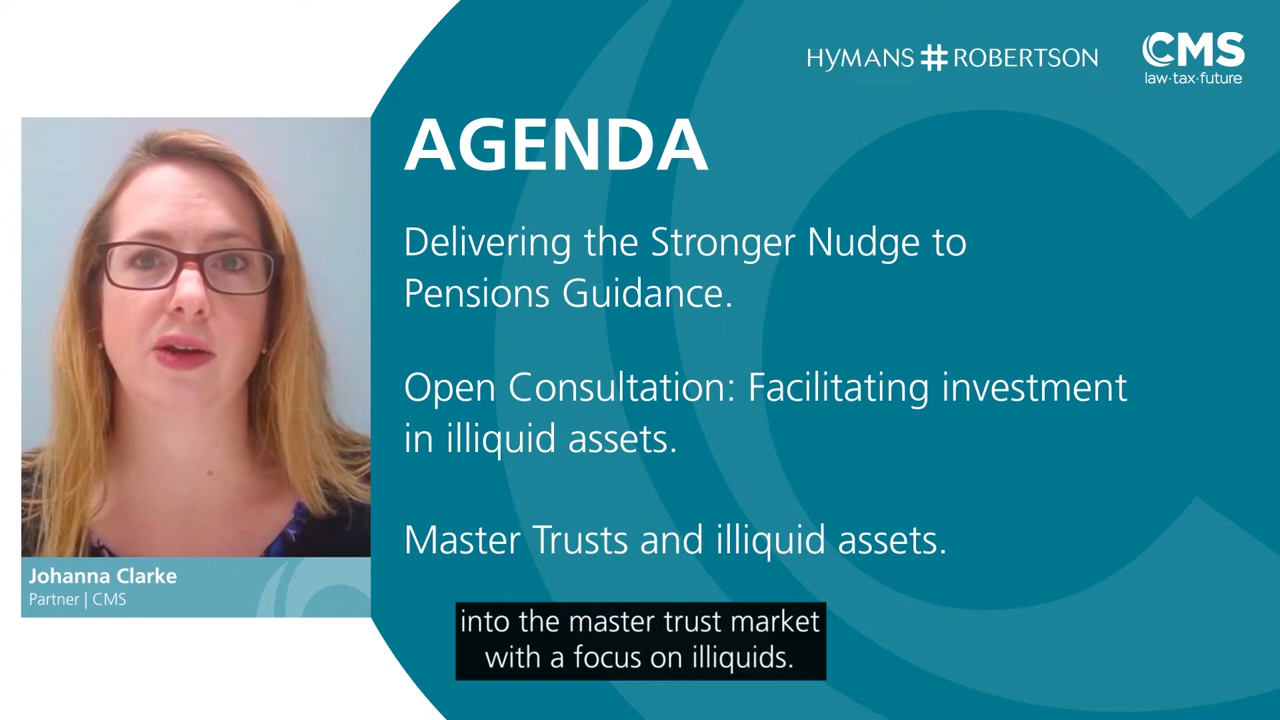 HYMANS # ROBERTSON
CMS
law·tax·future
AGENDA
Delivering the Stronger Nudge to
Pensions Guidance.
Open Consultation: Facilitating investment
in illiquid assets.
Master Trusts and illiquid assets.
Johanna Clarke
Partner | CMS
into the master trust market
with a focus on illiquids.